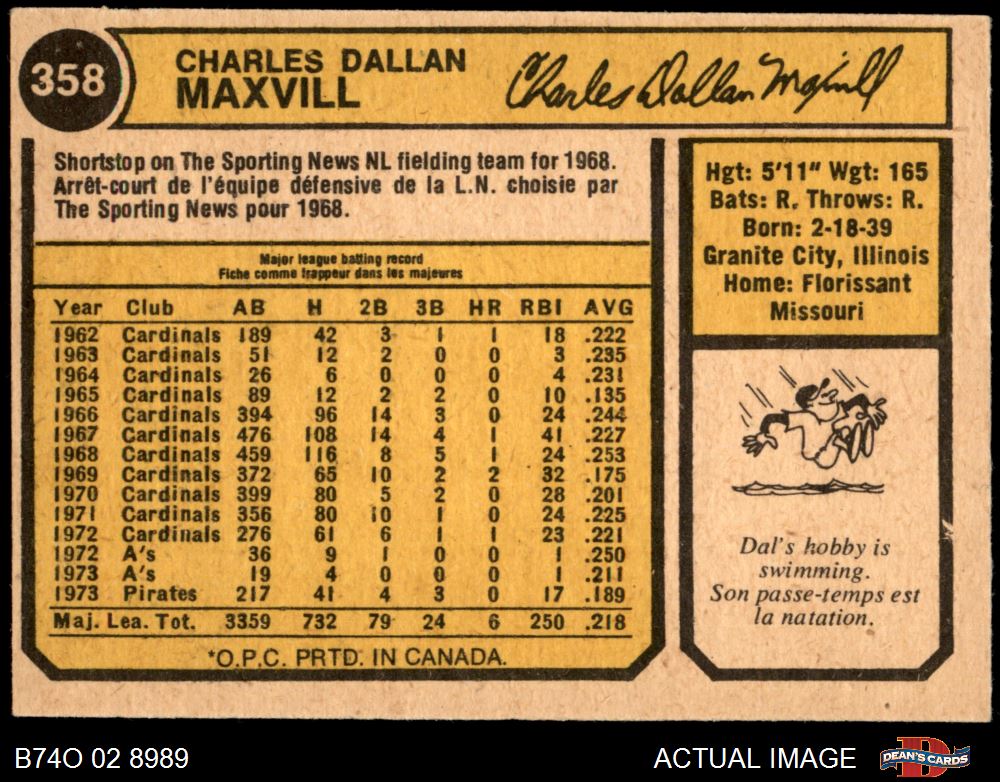 358
CHARLES DALLAN
MAXVILL
Charles Dallan Maxvill
Shortstop on The Sporting News NL fielding team for 1968.
Arrêt-court de l'équipe défensive de la L.N. choisie par
The Sporting News pour 1968.
Major league batting record
Fiche comme frappeur dans les majeures
Year Club AB H 2B 3B HR RBI AVG
1962 Cardinals 189 42 3 1 1 18 .222
1963 Cardinals 51 12 2 0 0 3 .235
1964 Cardinals 26 6 0 0 0 4 .231
1965 Cardinals 89 12 2 2 0 10 .135
1966 Cardinals 394 96 14 3 0 24 .244
1967 Cardinals 476 108 14 4 1 41 .227
1968 Cardinals 459 116 8 5 1 24 .253
1969 Cardinals 372 65 10 2 2 32 .175
1970 Cardinals 399 80 5 2 0 28 .201
1971 Cardinals 356 80 10 1 0 24 .225
1972 Cardinals 276 61 6 1 1 23 .221
1972 A's 36 9 1 0 0 1 .250
1973 A's 19 4 0 0 0 1 .211
1973 Pirates 217 41 4 3 0 17 .189
Maj. Lea. Tot. 3359 732 79 24 6 250 .218
*O.P.C. PRTD. IN CANADA.
Hgt: 5'11" Wgt: 165
Bats: R. Throws: R.
Born: 2-18-39
Granite City, Illinois
Home: Florissant
Missouri
Dal's hobby is
swimming.
Son passe-temps est
la natation.
B74O 02 8989
ACTUAL IMAGE
DEAN'S CARDS